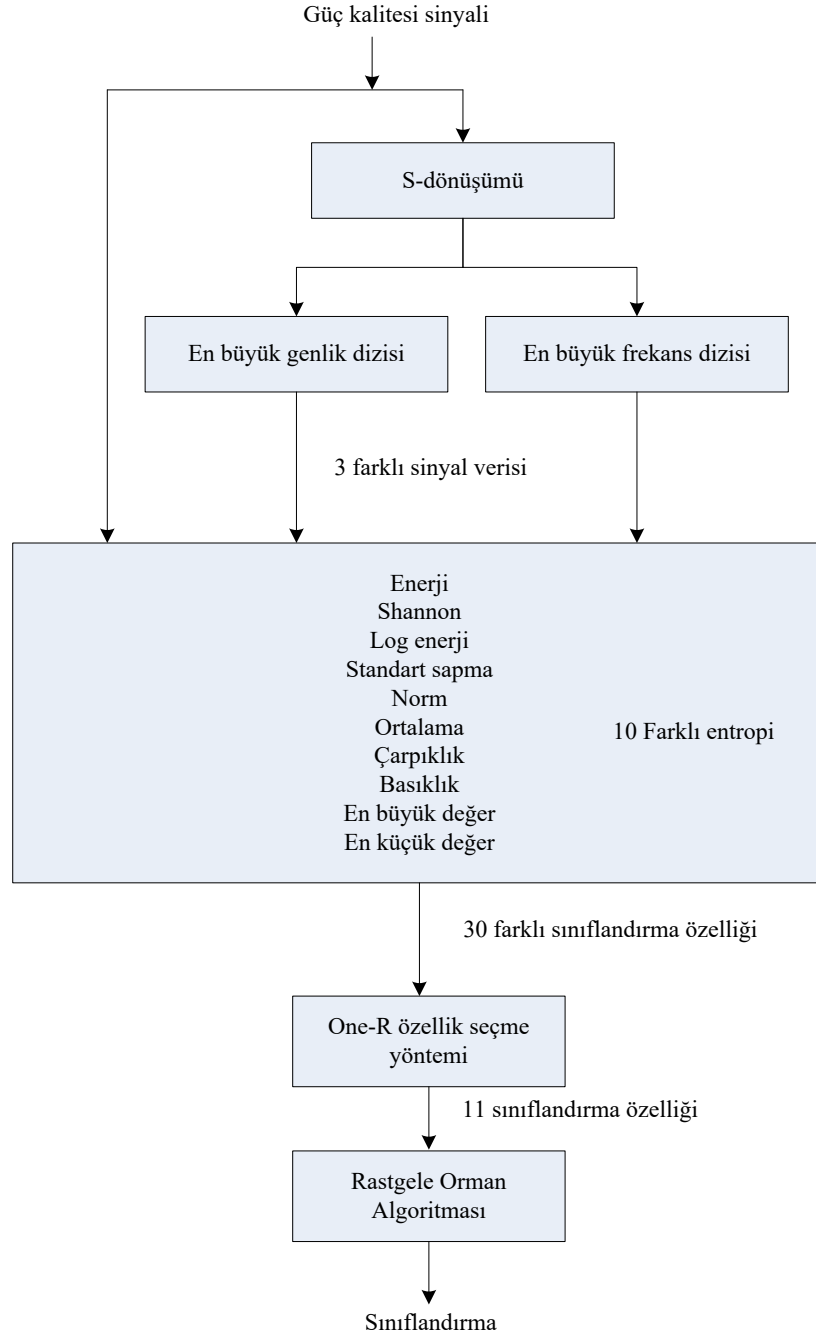 Güç kalitesi sinyali
S-dönüşümü
En büyük genlik dizisi
En büyük frekans dizisi
3 farklı sinyal verisi
Enerji
Shannon
Log enerji
Standart sapma
Norm
Ortalama
Çarpıklık
Basıklık
En büyük değer
En küçük değer
10 Farklı entropi
30 farklı sınıflandırma özelliği
One-R özellik seçme
yöntemi
11 sınıflandırma özelliği
Rastgele Orman
Algoritması
Sınıflandırma